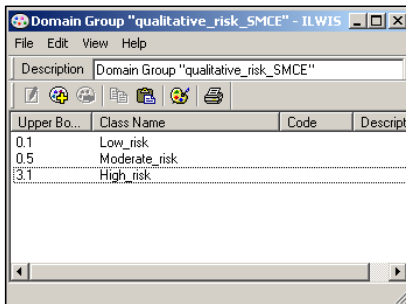 Domain Group "qualitative_risk_SMCE" - ILWIS
File Edit View Help
Description Domain Group "qualitative_risk_SMCE"
Upper Bo... Class Name Code Descript
0.1 Low_risk
0.5 Moderate_risk
3.1 High_risk